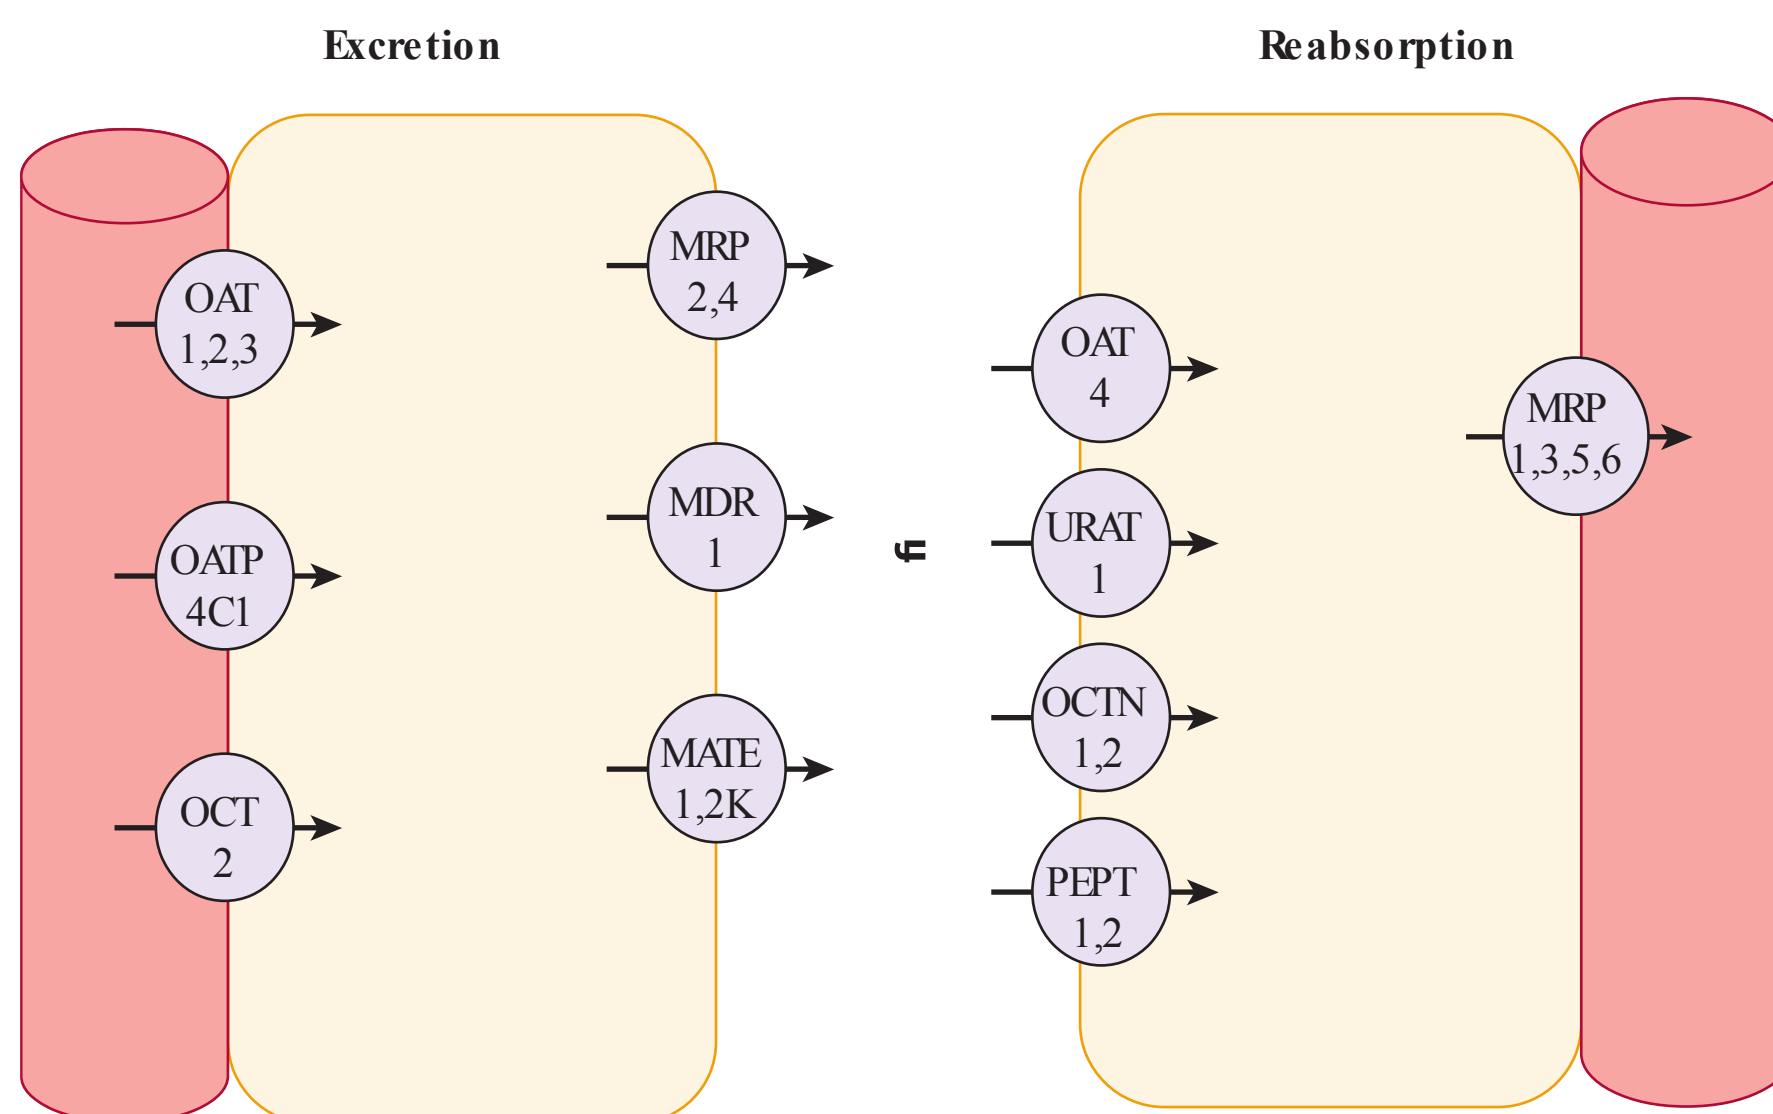 Excretion
Reabsorption
OAT
1,2,3
OATP
4C1
OCT
2
MRP
2,4
MDR
1
MATE
1,2K
fi
OAT
4
URAT
1
OCTN
1,2
PEPT
1,2
MRP
1,3,5,6